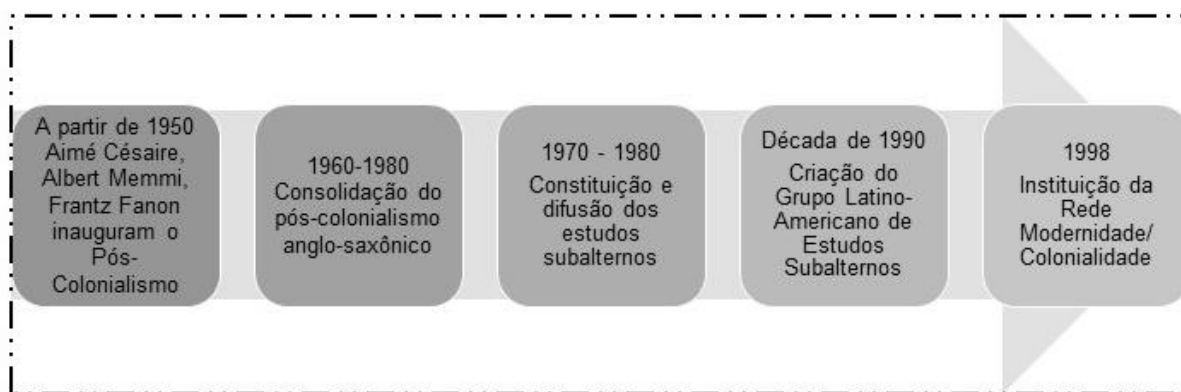 A partir de 1950
Aimé Césaire,
Albert Memmi,
Frantz Fanon
inauguram o
Pós-
Colonialismo
1960-1980
Consolidação do
pós-colonialismo
anglo-saxônico
1970 - 1980
Constituição e
difusão dos
estudos
subalternos
Década de 1990
Criação do
Grupo Latino-
Americano de
Estudos
Subalternos
1998
Instituição da
Rede
Modernidade/
Colonialidade